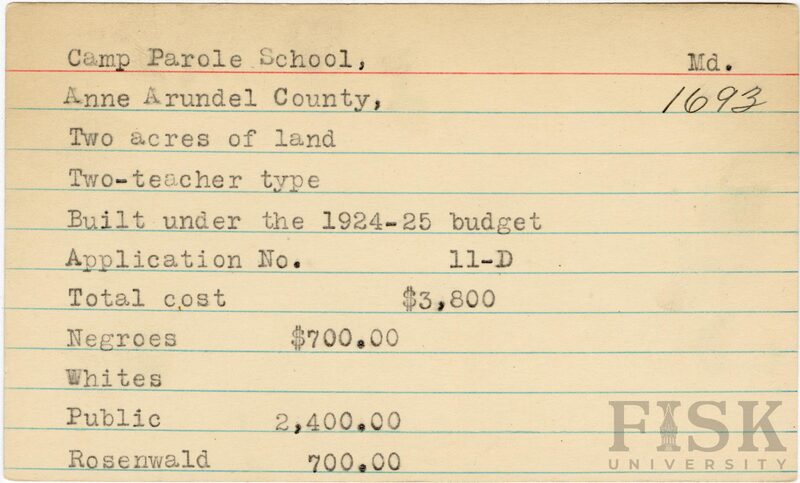 Camp Parole School, Md.
Anne Arundel County, 1693
Two acres of land
Two-teacher type
Built under the 1924-25 budget
Application No. 11-D
Total cost $3,800
Negroes $700.00
Whites
Public 2,400.00
Rosenwald 700.00
FISK
UNIVERSITY